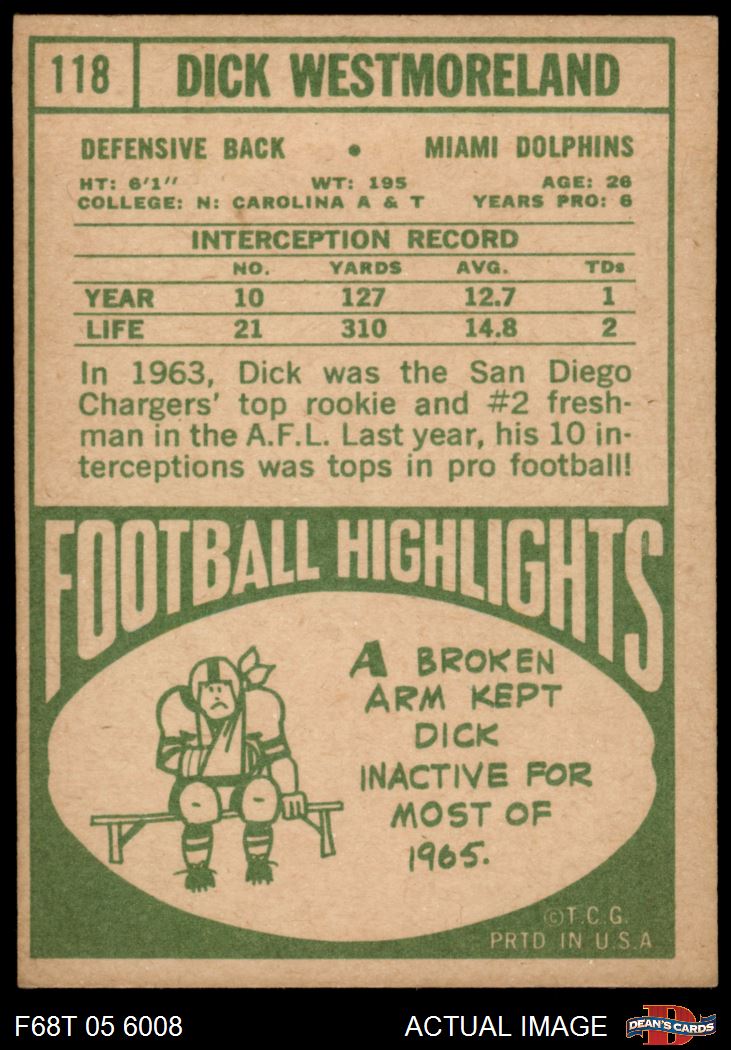 118 DICK WESTMORELAND
DEFENSIVE BACK • MIAMI DOLPHINS
HT: 6'1" WT: 195 AGE: 26
COLLEGE: N: CAROLINA A & T YEARS PRO: 6
INTERCEPTION RECORD
NO. YARDS AVG. TDs
YEAR 10 127 12.7 1
LIFE 21 310 14.8 2
In 1963, Dick was the San Diego
Chargers' top rookie and #2 fresh-
man in the A.F.L. Last year, his 10 in-
terceptions was tops in pro football!
FOOTBALL HIGHLIGHTS
A BROKEN
ARM KEPT
DICK
INACTIVE FOR
MOST OF
1965.
©T.C.G.
PRTD IN U.S.A
F68T 05 6008 ACTUAL IMAGE D DEAN'S CARDS